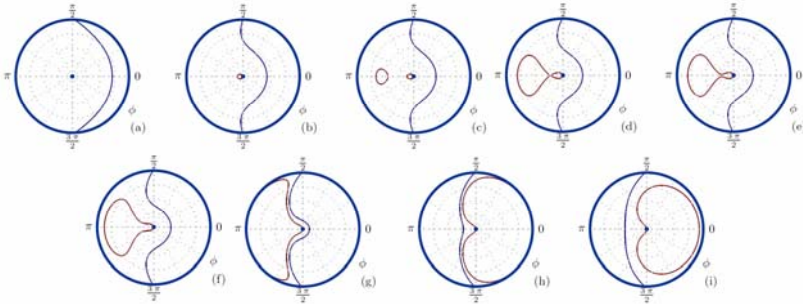 π/2 π/2 π/2 π/2 π/2
π 0 π 0 π 0 π 0 π 0
ϕ ϕ ϕ ϕ ϕ
(a) (b) (c) (d) (e)
3π/2 3π/2 3π/2 3π/2 3π/2
π/2 π/2 π/2 π/2
π 0 π 0 π 0 π 0
ϕ ϕ ϕ ϕ
(f) (g) (h) (i)
3π/2 3π/2 3π/2 3π/2